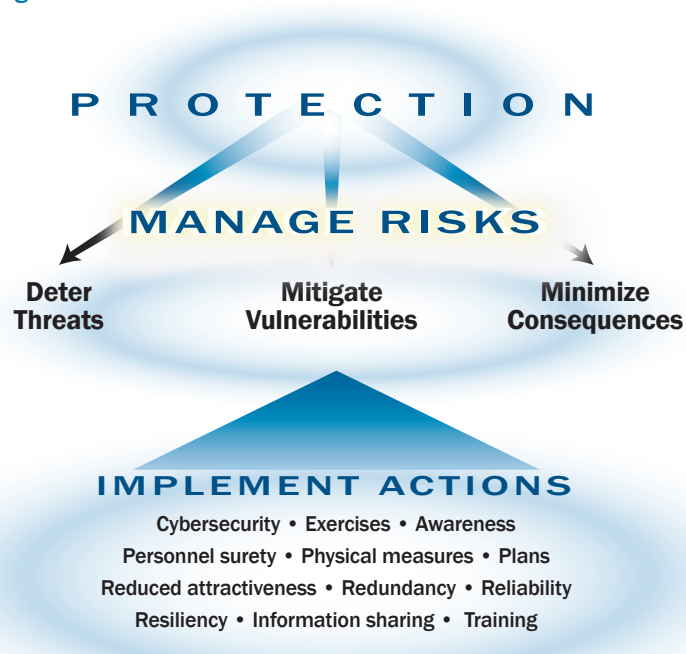 PROTECTION
MANAGE RISKS
Deter
Threats
Mitigate
Vulnerabilities
Minimize
Consequences
IMPLEMENT ACTIONS
Cybersecurity • Exercises • Awareness
Personnel surety • Physical measures • Plans
Reduced attractiveness • Redundancy • Reliability
Resiliency • Information sharing • Training